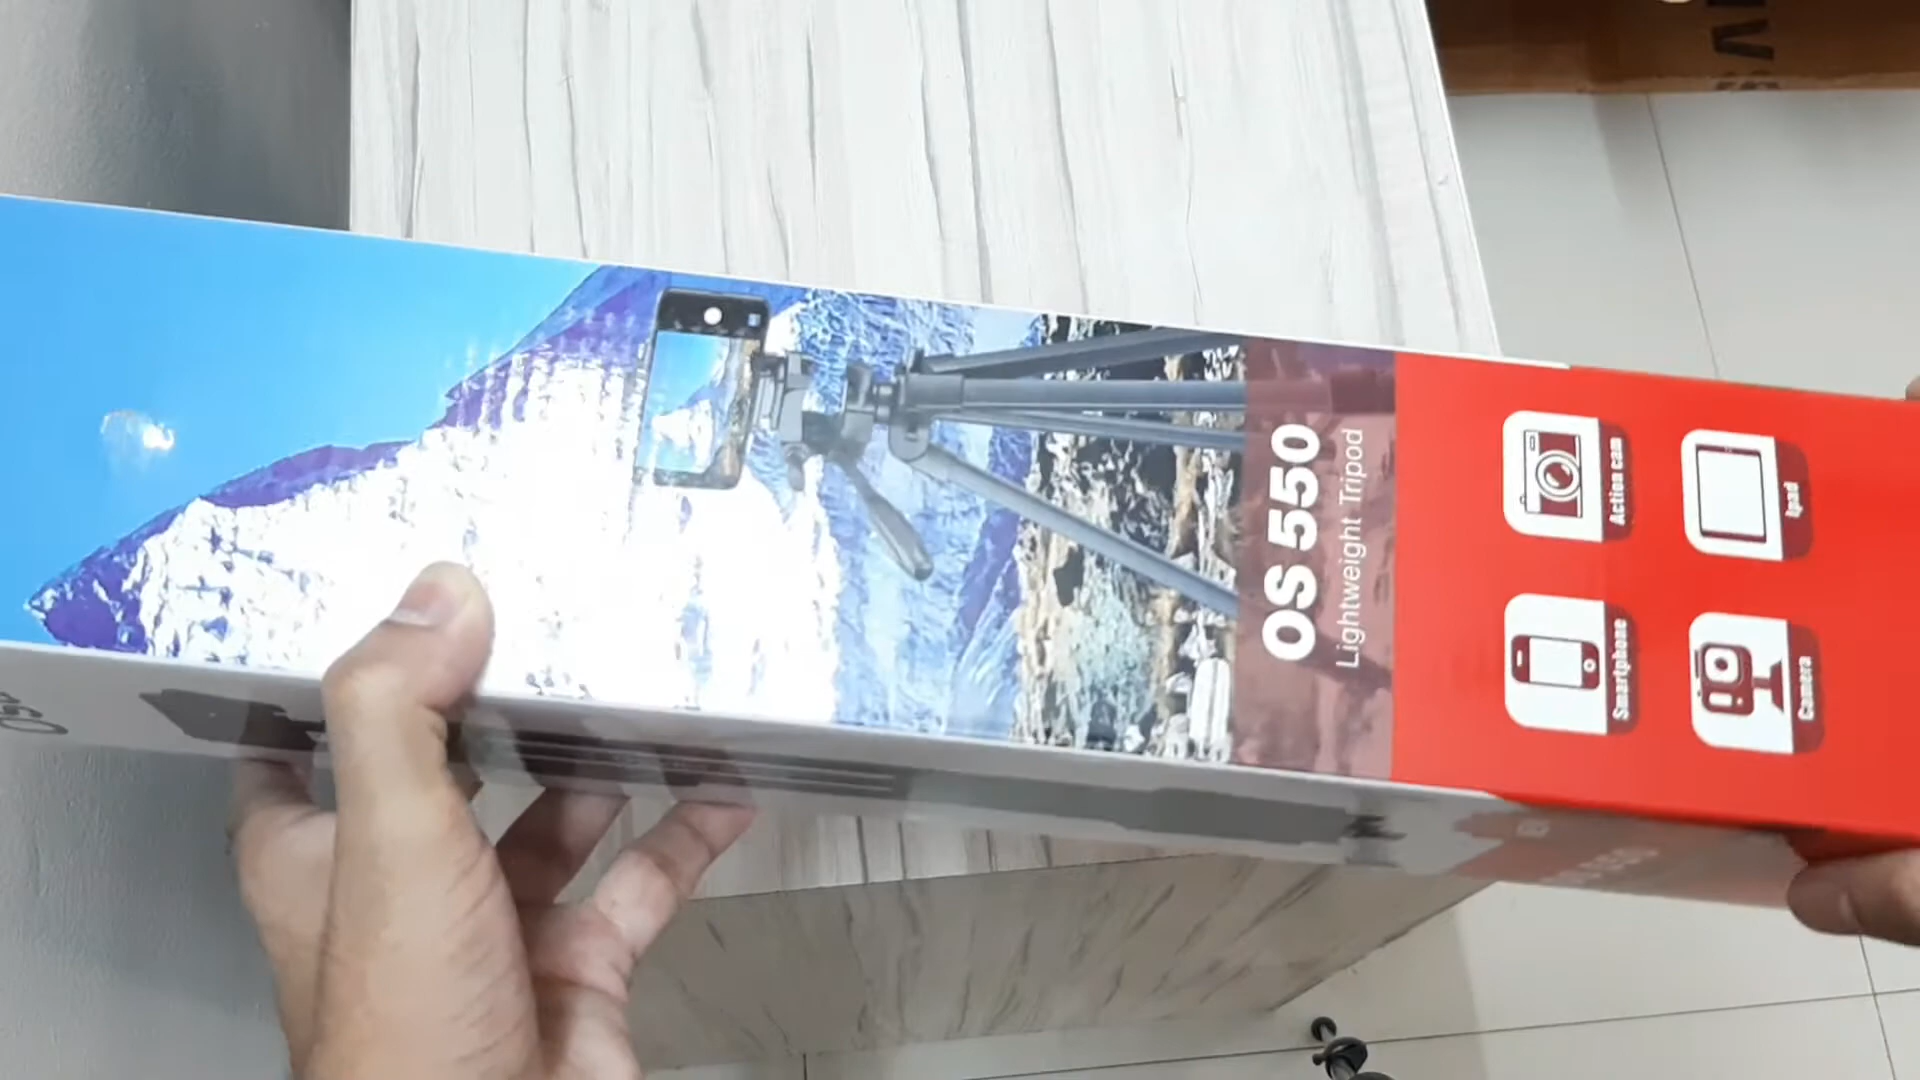 OS 550
Lightweight Tripod
Smartphone
Action cam
Camera
Ipad